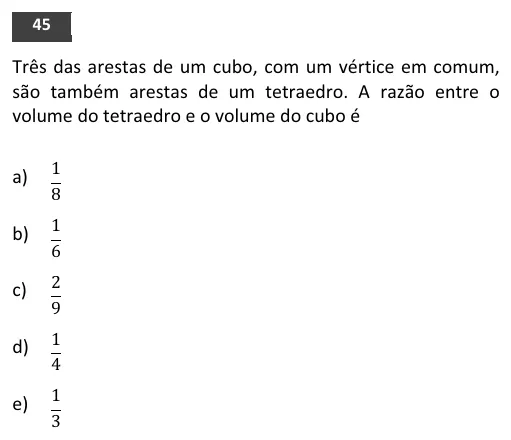 45
Três das arestas de um cubo, com um vértice em comum,
são também arestas de um tetraedro. A razão entre o
volume do tetraedro e o volume do cubo é
a) 1/8
b) 1/6
c) 2/9
d) 1/4
e) 1/3